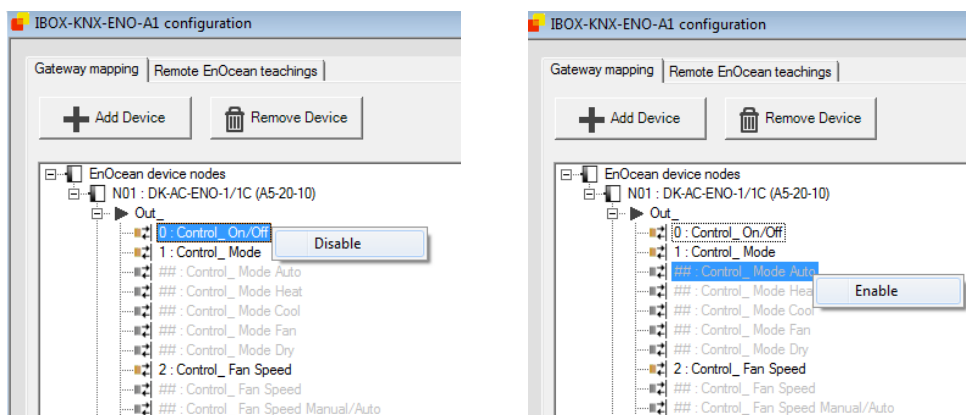 IBOX-KNX-ENO-A1 configuration
Gateway mapping
Remote EnOcean teachings
Add Device
Remove Device
EnOcean device nodes
N01 : DK-AC-ENO-1/1C (A5-20-10)
Out_
0 : Control_ On/Off
Disable
1 : Control_ Mode
## : Control_ Mode Auto
## : Control_ Mode Heat
## : Control_ Mode Cool
## : Control_ Mode Fan
## : Control_ Mode Dry
2 : Control_ Fan Speed
## : Control_ Fan Speed
## : Control_ Fan Speed Manual/Auto
IBOX-KNX-ENO-A1 configuration
Gateway mapping
Remote EnOcean teachings
Add Device
Remove Device
EnOcean device nodes
N01 : DK-AC-ENO-1/1C (A5-20-10)
Out_
0 : Control_ On/Off
1 : Control_ Mode
## : Control_ Mode Auto
## : Control_ Mode Hea
Enable
## : Control_ Mode Cool
## : Control_ Mode Fan
## : Control_ Mode Dry
2 : Control_ Fan Speed
## : Control_ Fan Speed
## : Control_ Fan Speed Manual/Auto